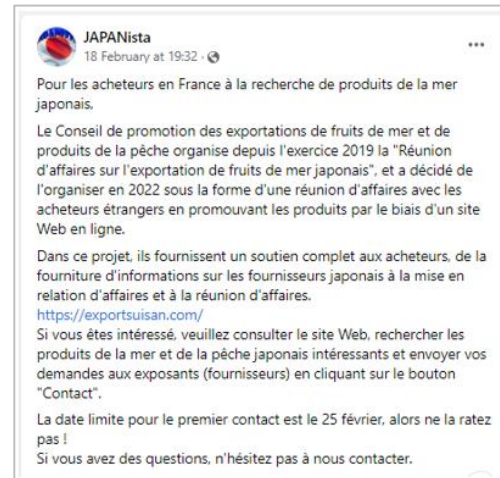 JAPANista
18 February at 19:32 ·
Pour les acheteurs en France à la recherche de produits de la mer
japonais,
Le Conseil de promotion des exportations de fruits de mer et de
produits de la pêche organise depuis l'exercice 2019 la "Réunion
d'affaires sur l'exportation de fruits de mer japonais", et a décidé de
l'organiser en 2022 sous la forme d'une réunion d'affaires avec les
acheteurs étrangers en promouvant les produits par le biais d'un site
Web en ligne.
Dans ce projet, ils fournissent un soutien complet aux acheteurs, de la
fourniture d'informations sur les fournisseurs japonais à la mise en
relation d'affaires et à la réunion d'affaires.
https://exportsuisan.com/
Si vous êtes intéressé, veuillez consulter le site Web, rechercher les
produits de la mer et de la pêche japonais intéressants et envoyer vos
demandes aux exposants (fournisseurs) en cliquant sur le bouton
"Contact".
La date limite pour le premier contact est le 25 février, alors ne la ratez
pas !
Si vous avez des questions, n'hésitez pas à nous contacter.